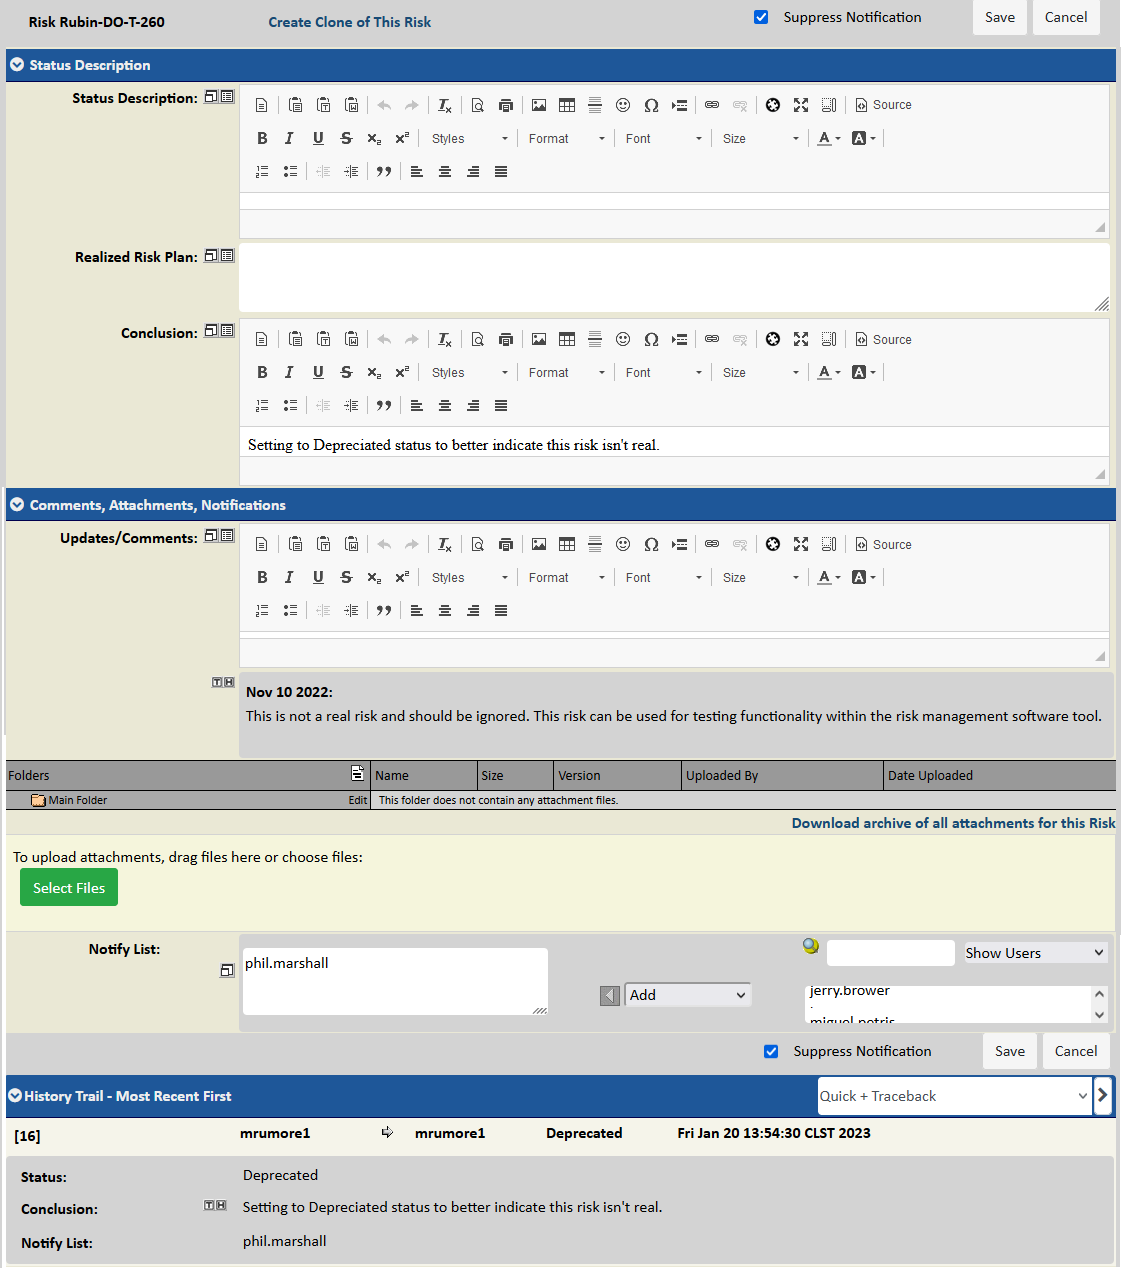 Risk Rubin-DO-T-260 Create Clone of This Risk Suppress Notification Save Cancel
Status Description
Status Description:
Source
B I U S x₂ x² Styles Format Font Size A A
Realized Risk Plan:
Conclusion:
Source
B I U S x₂ x² Styles Format Font Size A A
Setting to Depreciated status to better indicate this risk isn't real.
Comments, Attachments, Notifications
Updates/Comments:
Source
B I U S x₂ x² Styles Format Font Size A A
T H
Nov 10 2022:
This is not a real risk and should be ignored. This risk can be used for testing functionality within the risk management software tool.
Folders Name Size Version Uploaded By Date Uploaded
Main Folder Edit This folder does not contain any attachment files.
Download archive of all attachments for this Risk
To upload attachments, drag files here or choose files:
Select Files
Notify List:
Show Users
phil.marshall
jerry.brower
Add
miguel.petris
Suppress Notification Save Cancel
History Trail - Most Recent First Quick + Traceback
[16] mrumore1 mrumore1 Deprecated Fri Jan 20 13:54:30 CLST 2023
Status: Deprecated
Conclusion: T H Setting to Depreciated status to better indicate this risk isn't real.
Notify List: phil.marshall